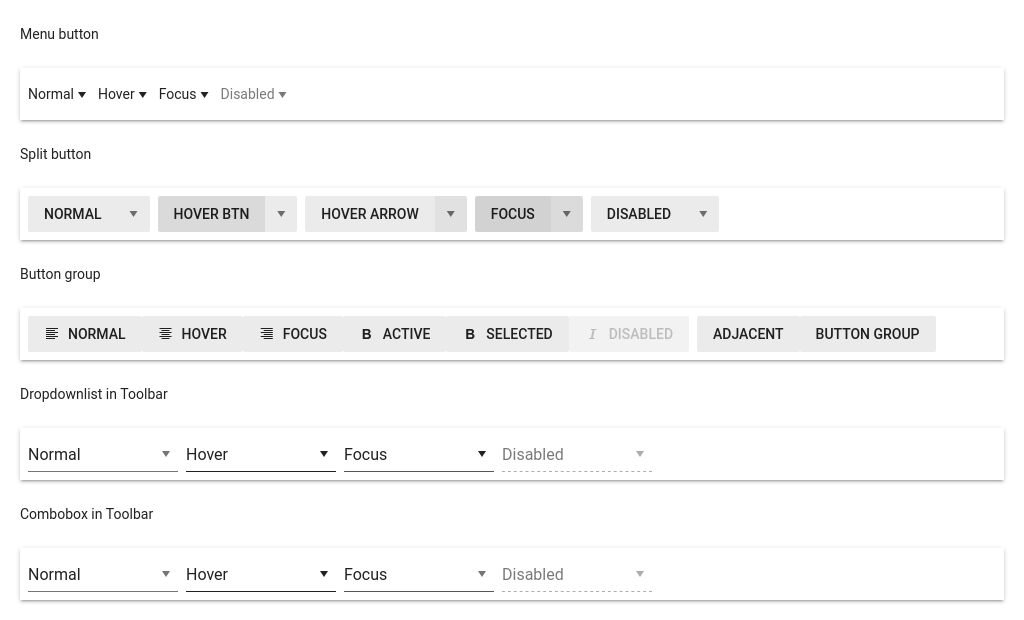 Menu button
Normal Hover Focus Disabled
Split button
NORMAL HOVER BTN HOVER ARROW FOCUS DISABLED
Button group
NORMAL HOVER FOCUS B ACTIVE B SELECTED I DISABLED ADJACENT BUTTON GROUP
Dropdownlist in Toolbar
Normal Hover Focus Disabled
Combobox in Toolbar
Normal Hover Focus Disabled